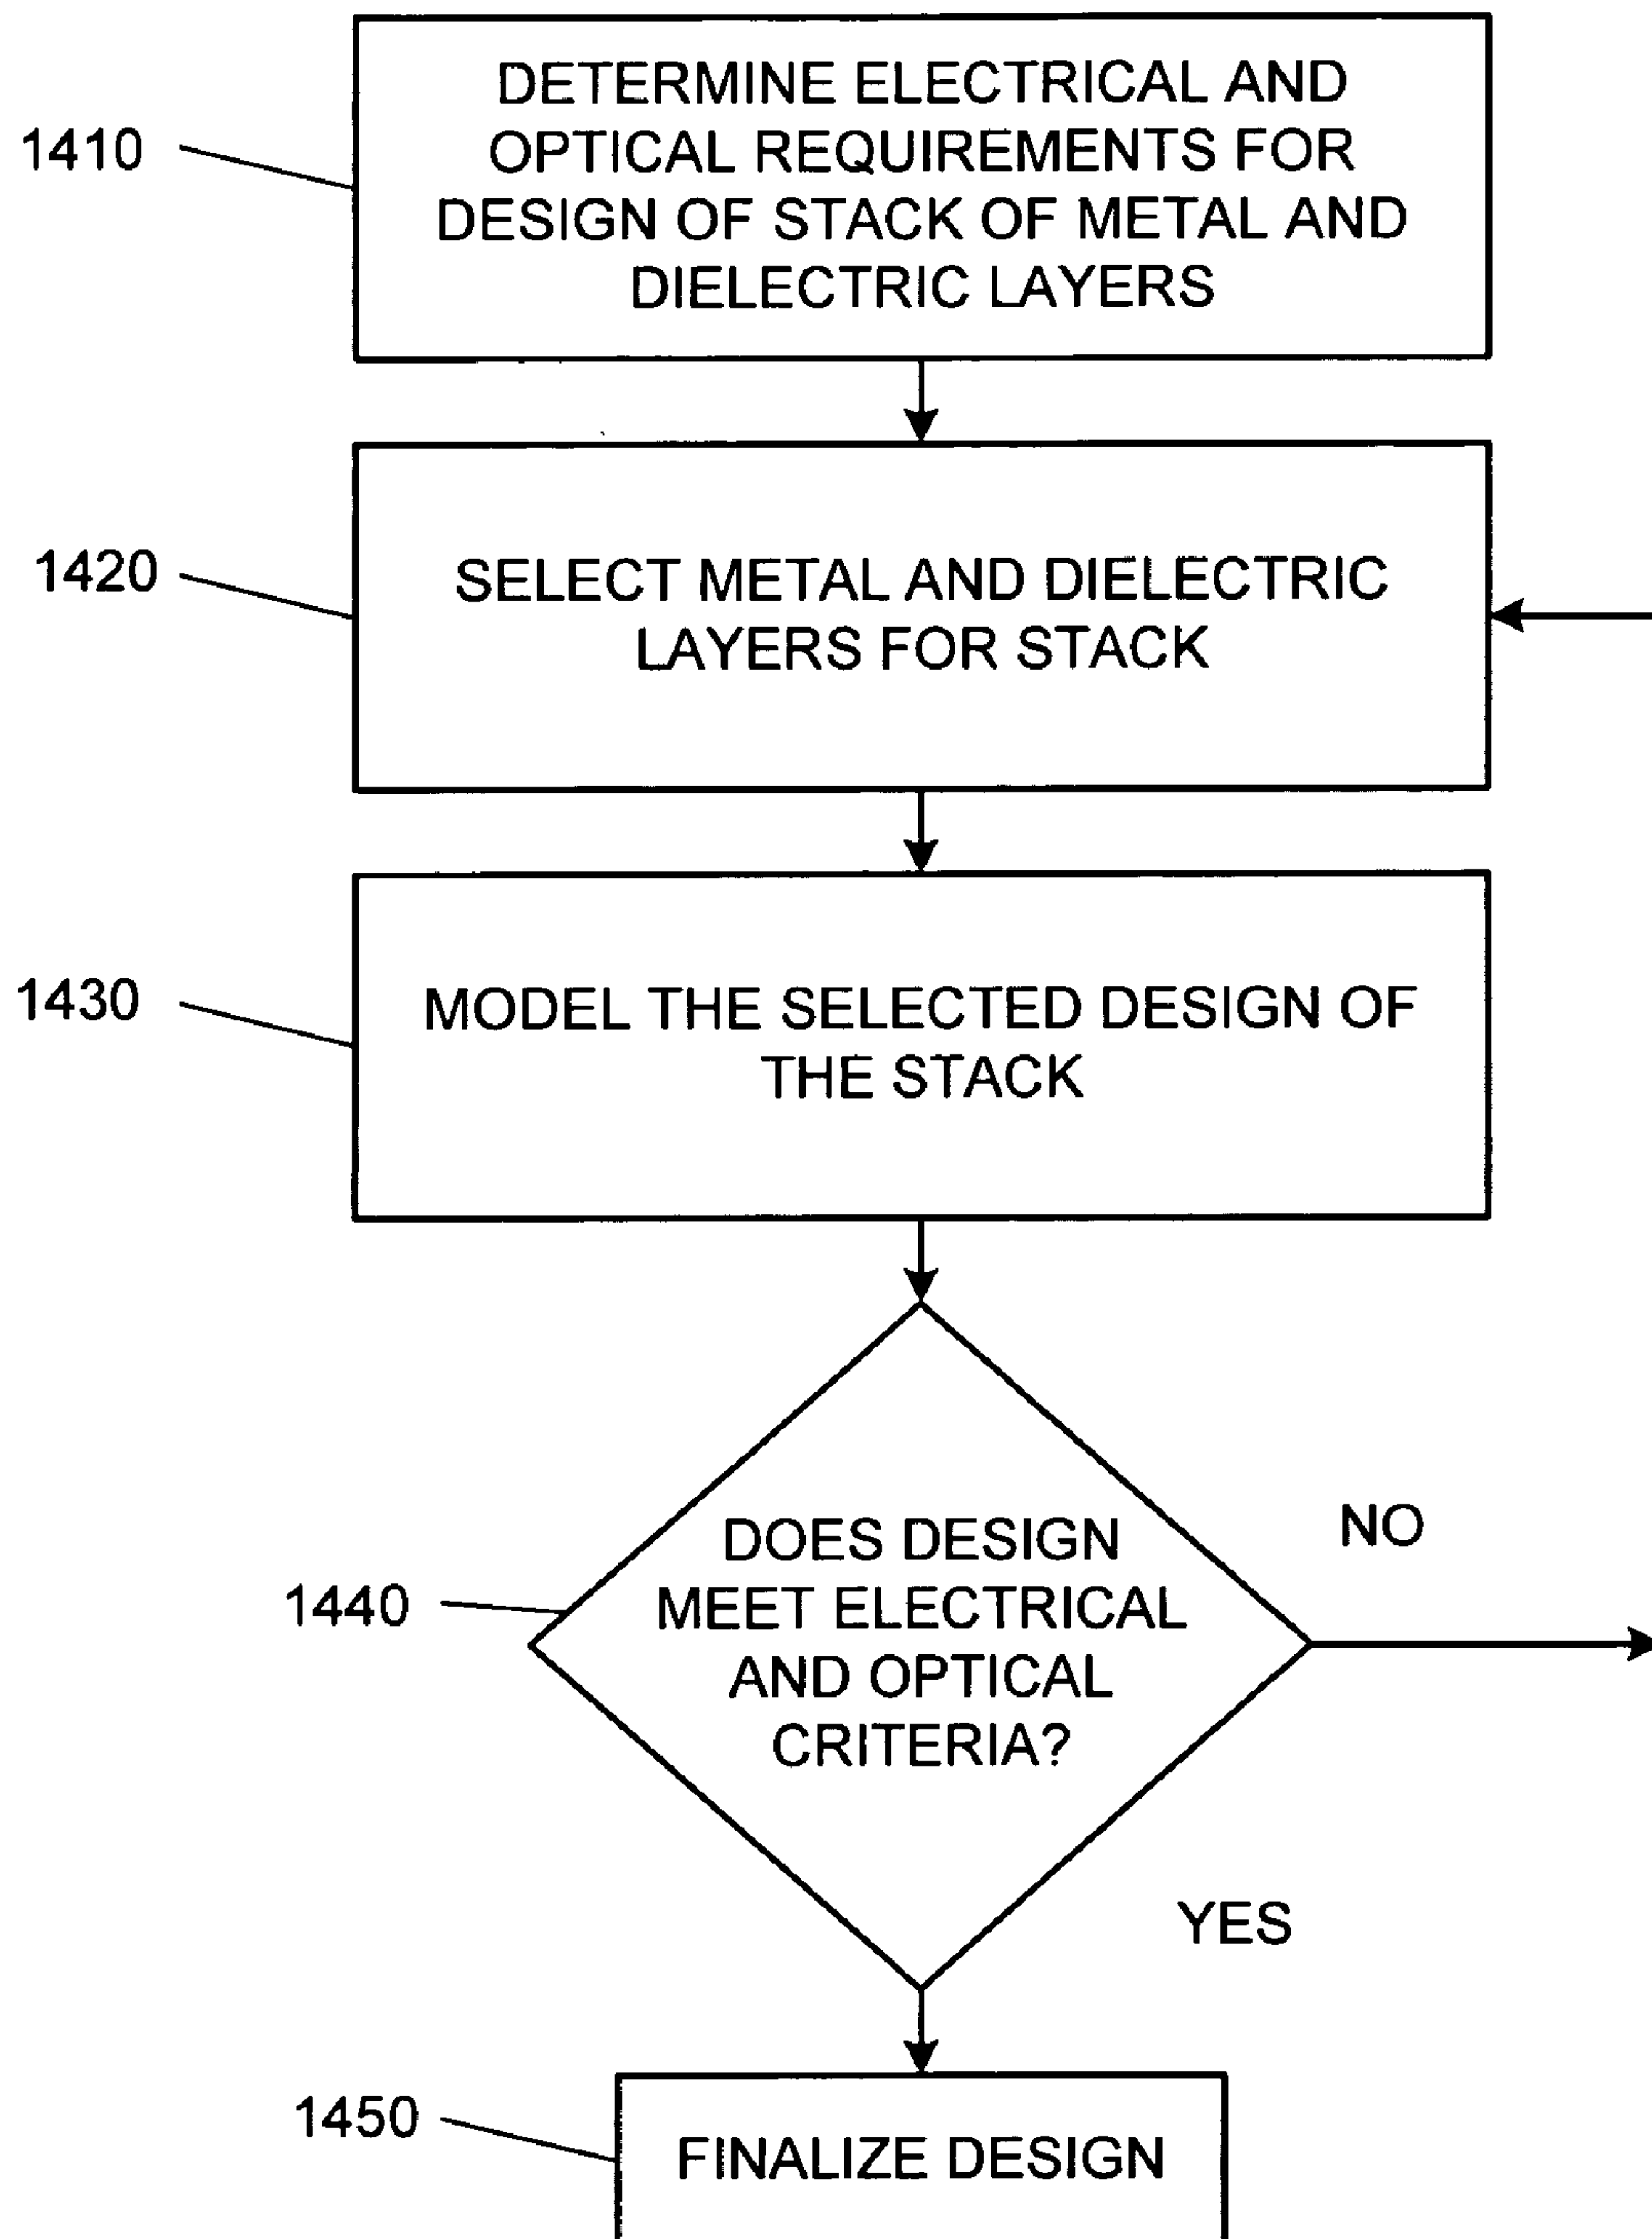 1410
DETERMINE ELECTRICAL AND
OPTICAL REQUIREMENTS FOR
DESIGN OF STACK OF METAL AND
DIELECTRIC LAYERS
1420
SELECT METAL AND DIELECTRIC
LAYERS FOR STACK
1430
MODEL THE SELECTED DESIGN OF
THE STACK
1440
DOES DESIGN
MEET ELECTRICAL
AND OPTICAL
CRITERIA?
NO
YES
1450
FINALIZE DESIGN